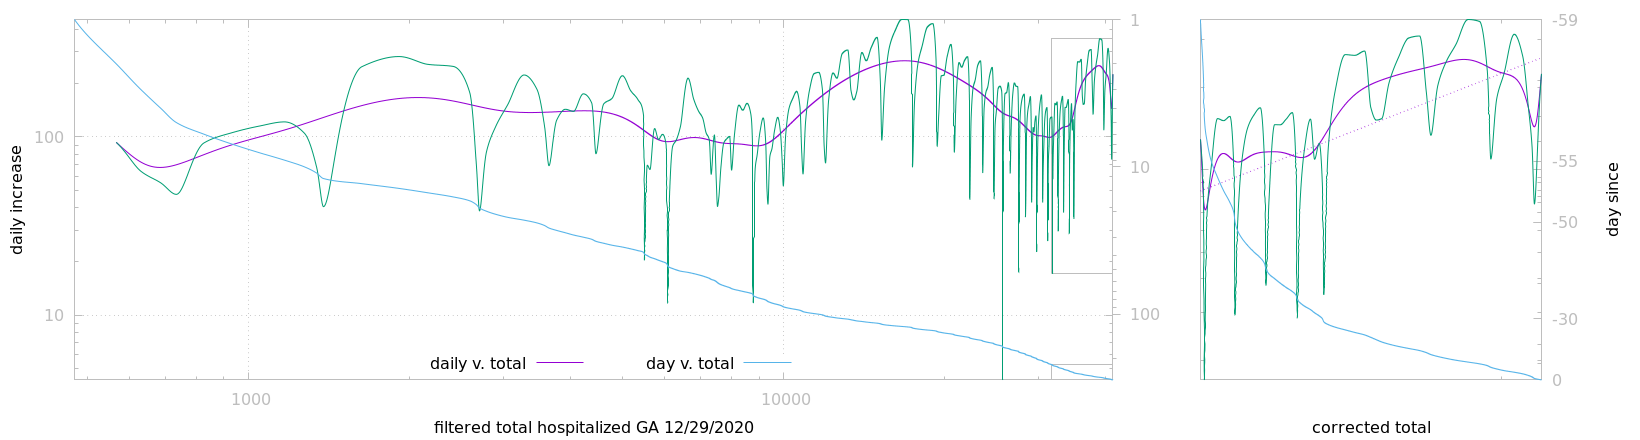 daily increase
100
10
1000
10000
1
10
100
daily v. total
day v. total
filtered total hospitalized GA 12/29/2020
-59
-55
-50
-30
0
day since
corrected total